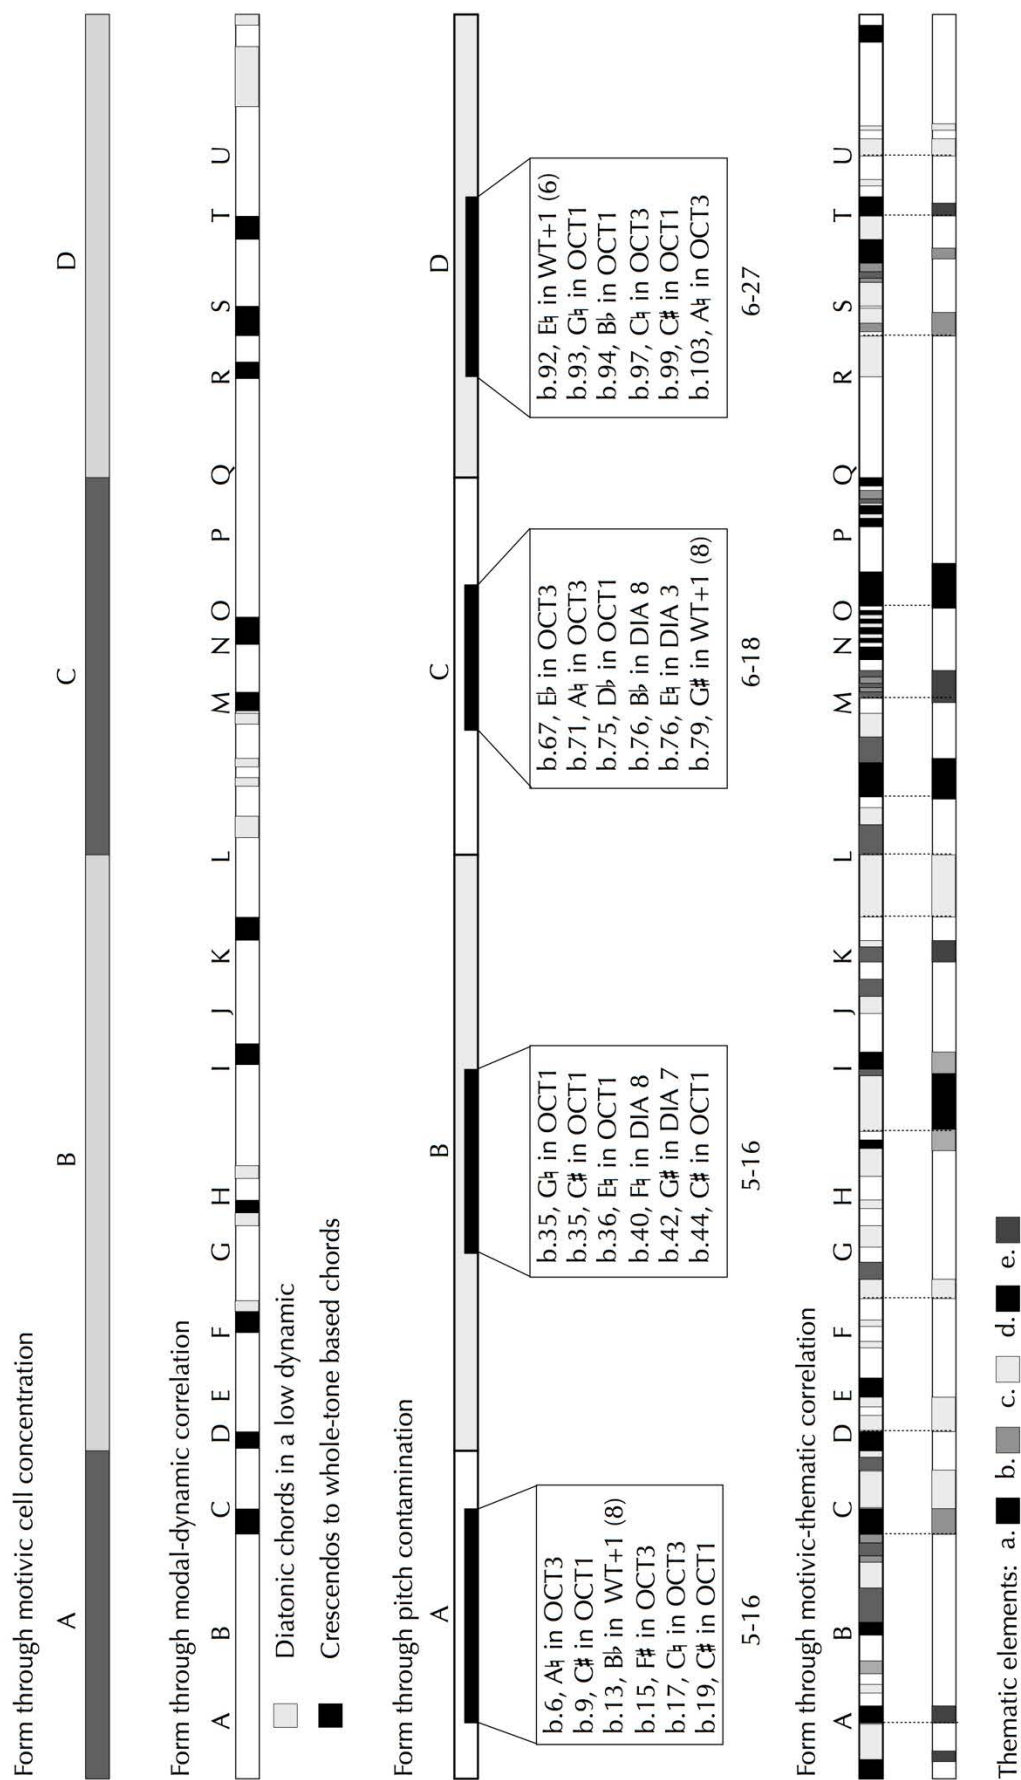 Form through motivic cell concentration
A B C D
Form through modal-dynamic correlation
A B C D E F G H I J K L M N O P Q R S T U
Diatonic chords in a low dynamic
Crescendos to whole-tone based chords
Form through pitch contamination
A B C D
b.6, A♮ in OCT3
b.9, C# in OCT1
b.13, B♭ in WT+1 (8)
b.15, F# in OCT3
b.17, C♮ in OCT3
b.19, C# in OCT1
5-16
b.35, G♮ in OCT1
b.35, C# in OCT1
b.36, E♮ in OCT1
b.40, F♮ in DIA 8
b.42, G# in DIA 7
b.44, C# in OCT1
5-16
b.67, E♭ in OCT3
b.71, A♮ in OCT3
b.75, D♭ in OCT1
b.76, B♭ in DIA 8
b.76, E♮ in DIA 3
b.79, G# in WT+1 (8)
6-18
b.92, E♮ in WT+1 (6)
b.93, G♮ in OCT1
b.94, B♭ in OCT1
b.97, C♮ in OCT3
b.99, C# in OCT1
b.103, A♮ in OCT3
6-27
Form through motivic-thematic correlation
A B C D E F G H I J K L M N O P Q R S T U
Thematic elements: a. b. c. d. e.